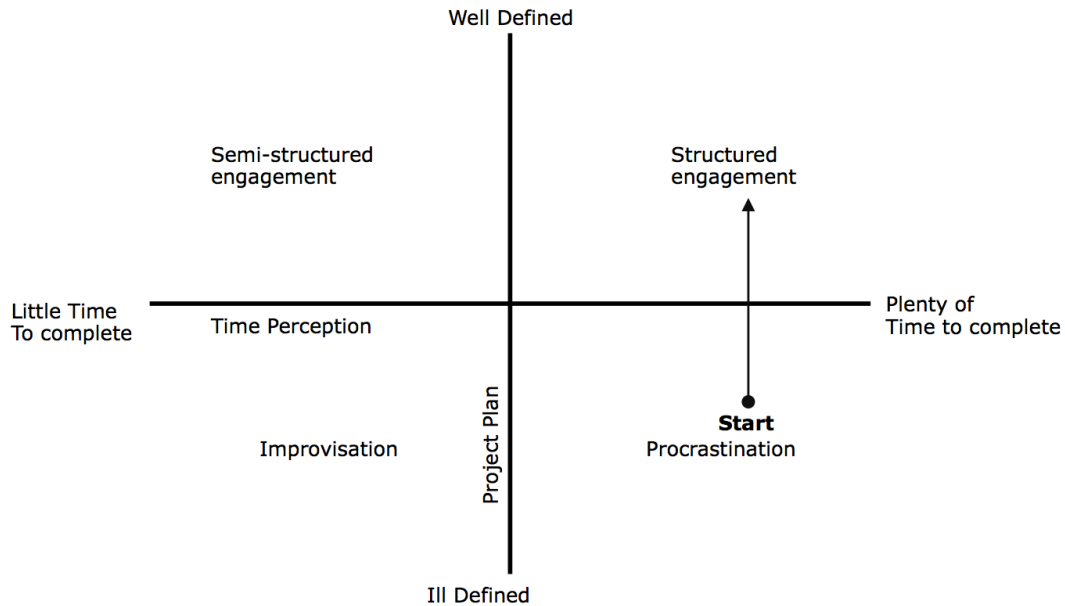 Well Defined
Semi-structured
engagement
Structured
engagement
Little Time
To complete
Time Perception
Plenty of
Time to complete
Project Plan
Start
Improvisation
Procrastination
Ill Defined